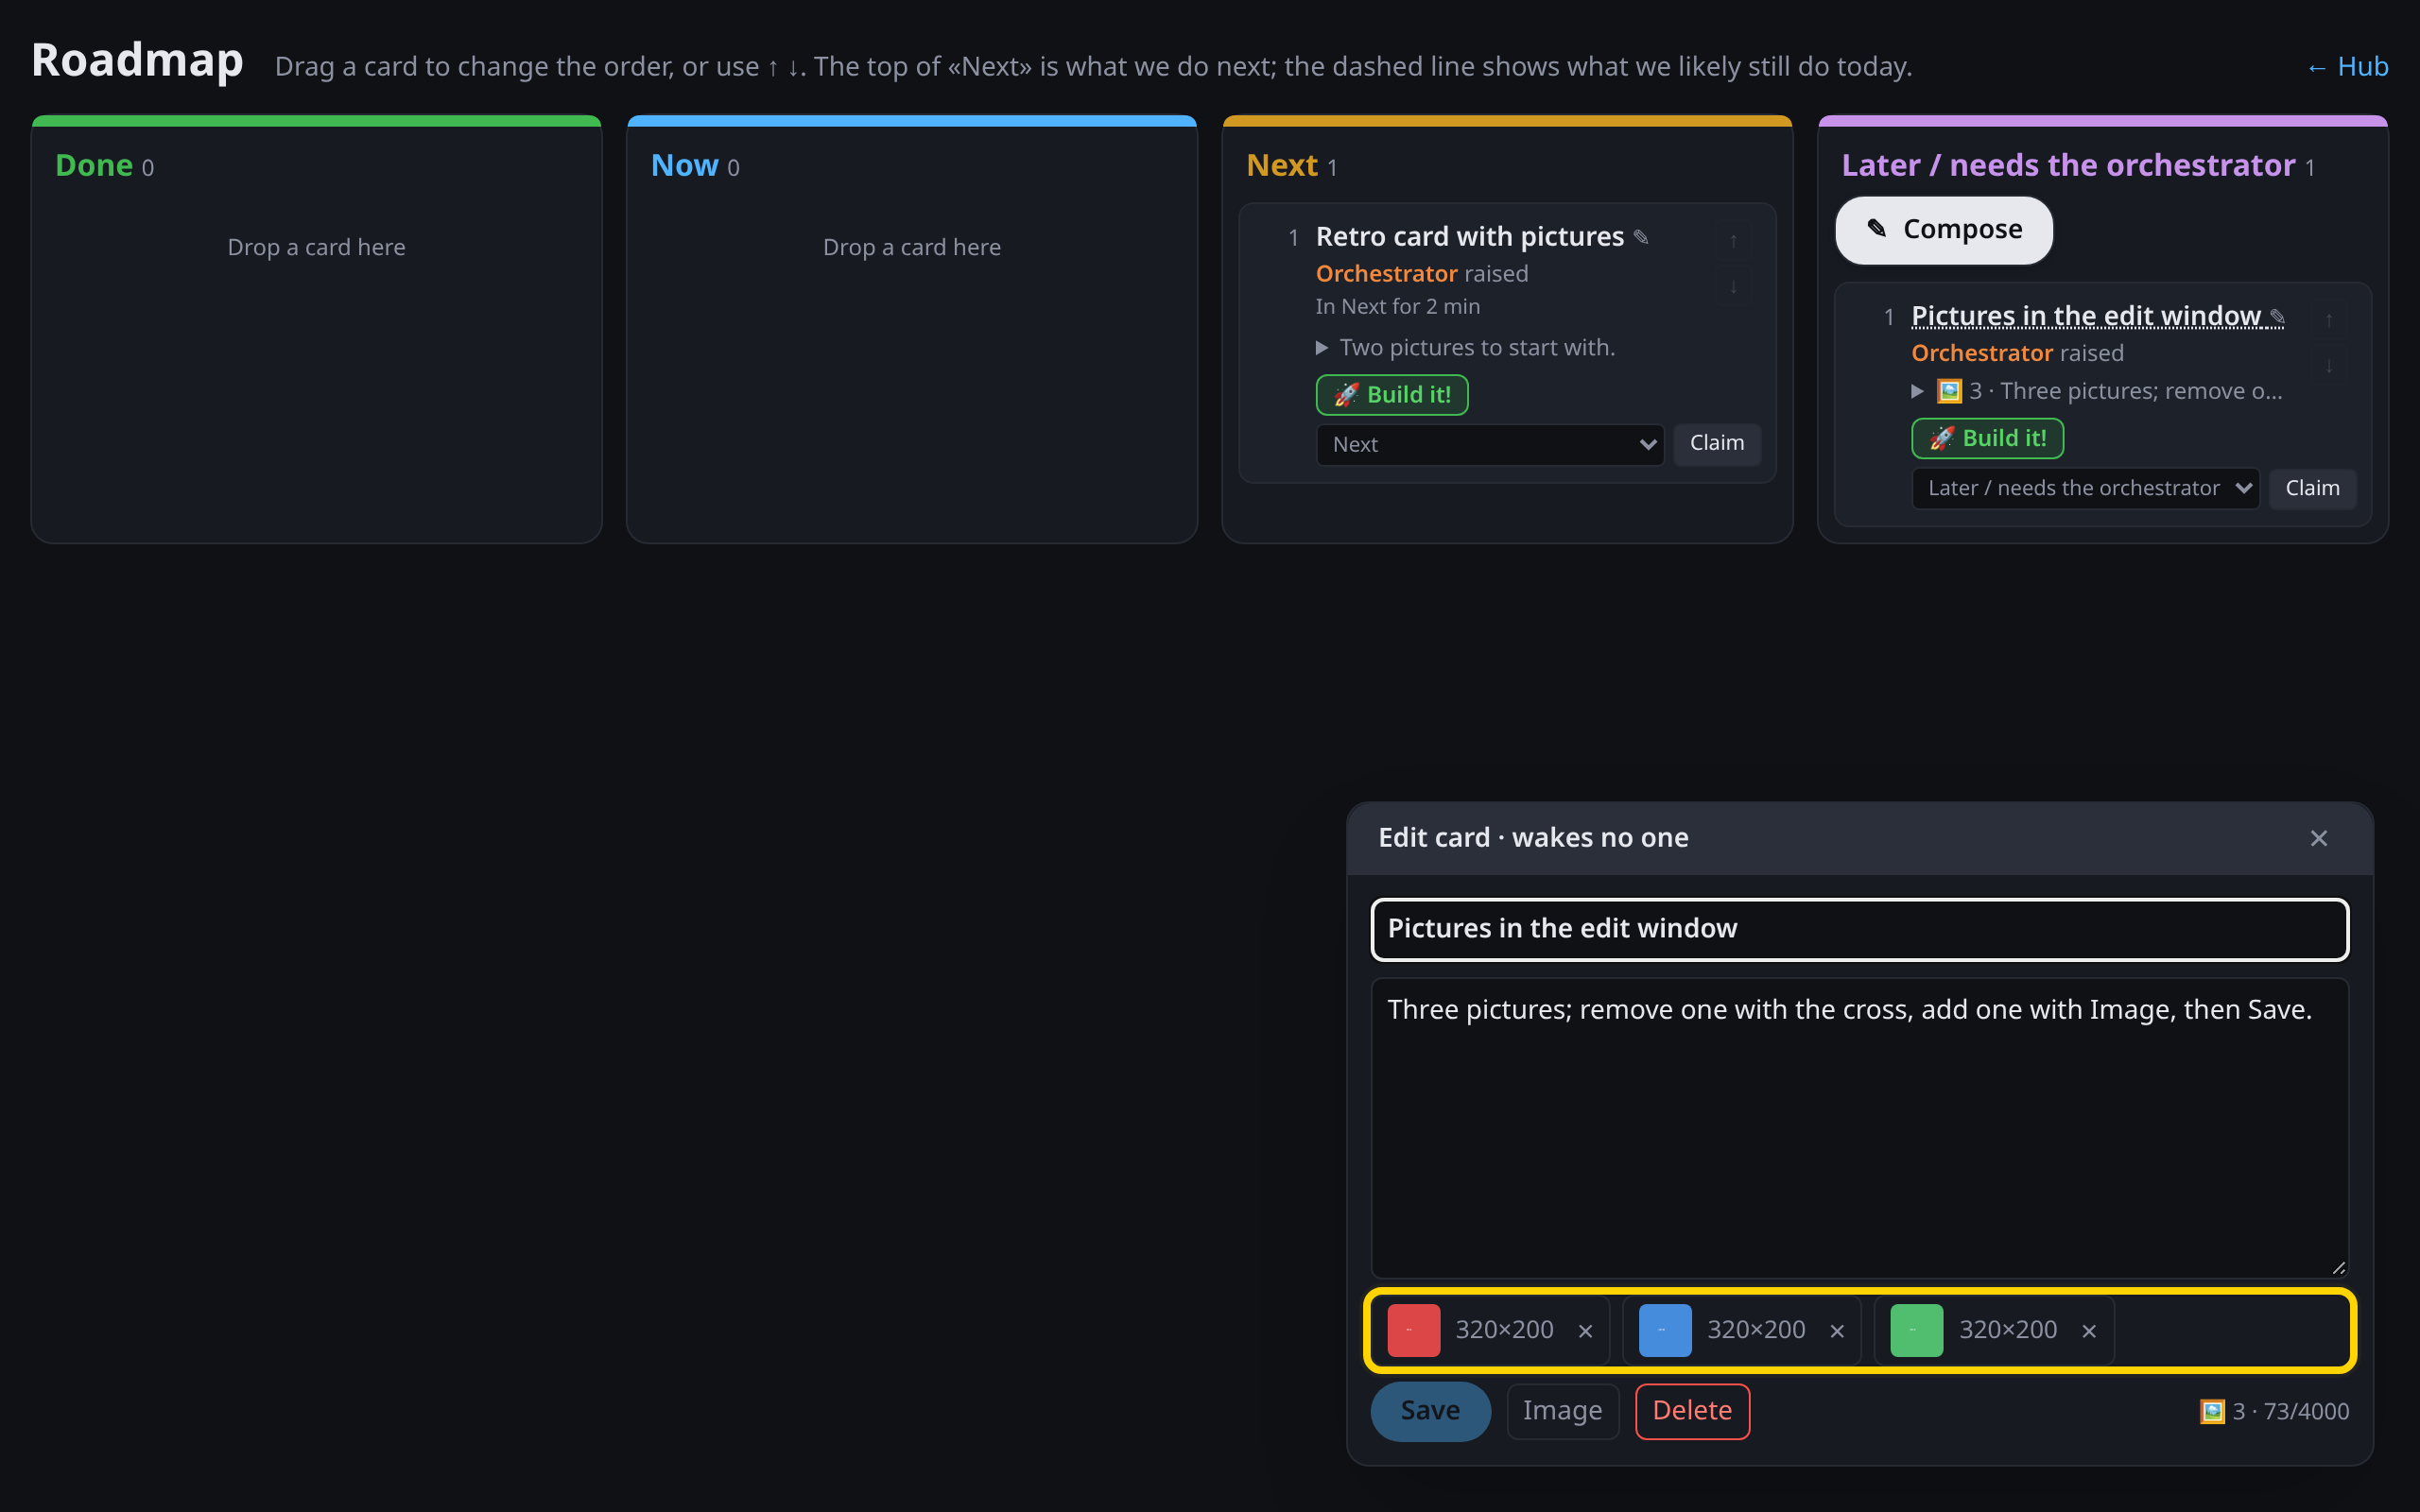 Roadmap Drag a card to change the order, or use ↑ ↓. The top of «Next» is what we do next; the dashed line shows what we likely still do today. ← Hub
Done 0
Drop a card here
Now 0
Drop a card here
Next 1
1 Retro card with pictures ✎ ↑
Orchestrator raised ↓
In Next for 2 min
▶ Two pictures to start with.
🚀 Build it!
Next Claim
Later / needs the orchestrator 1
✎ Compose
1 Pictures in the edit window ✎ ↑
Orchestrator raised ↓
▶ 🖼️ 3 · Three pictures; remove o...
🚀 Build it!
Later / needs the orchestrator Claim
Edit card · wakes no one ✕
Pictures in the edit window
Three pictures; remove one with the cross, add one with Image, then Save.
320×200 ✕ 320×200 ✕ 320×200 ✕
Save Image Delete 🖼️ 3 · 73/4000